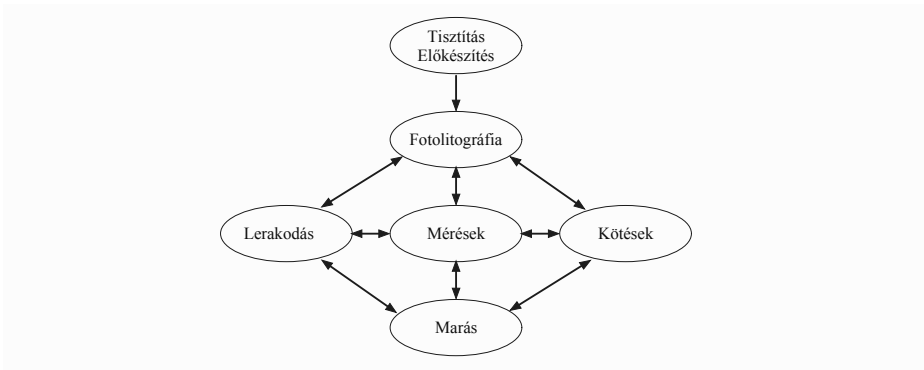 Tisztítás
Előkészítés
Fotolitográfia
Lerakodás
Mérések
Kötések
Marás